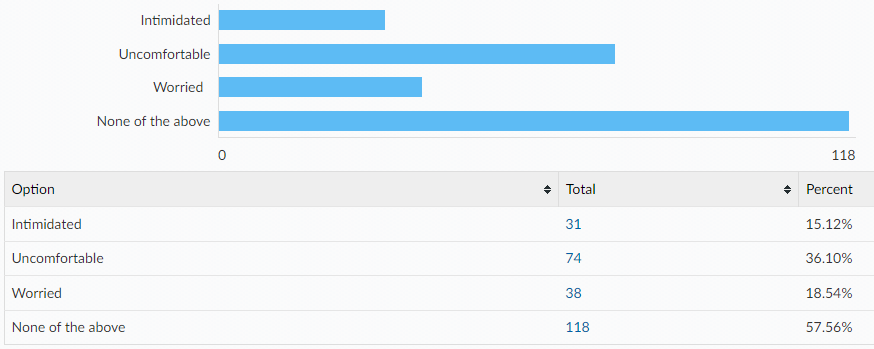 Intimidated
Uncomfortable
Worried
None of the above
0 118
Option Total Percent
Intimidated 31 15.12%
Uncomfortable 74 36.10%
Worried 38 18.54%
None of the above 118 57.56%